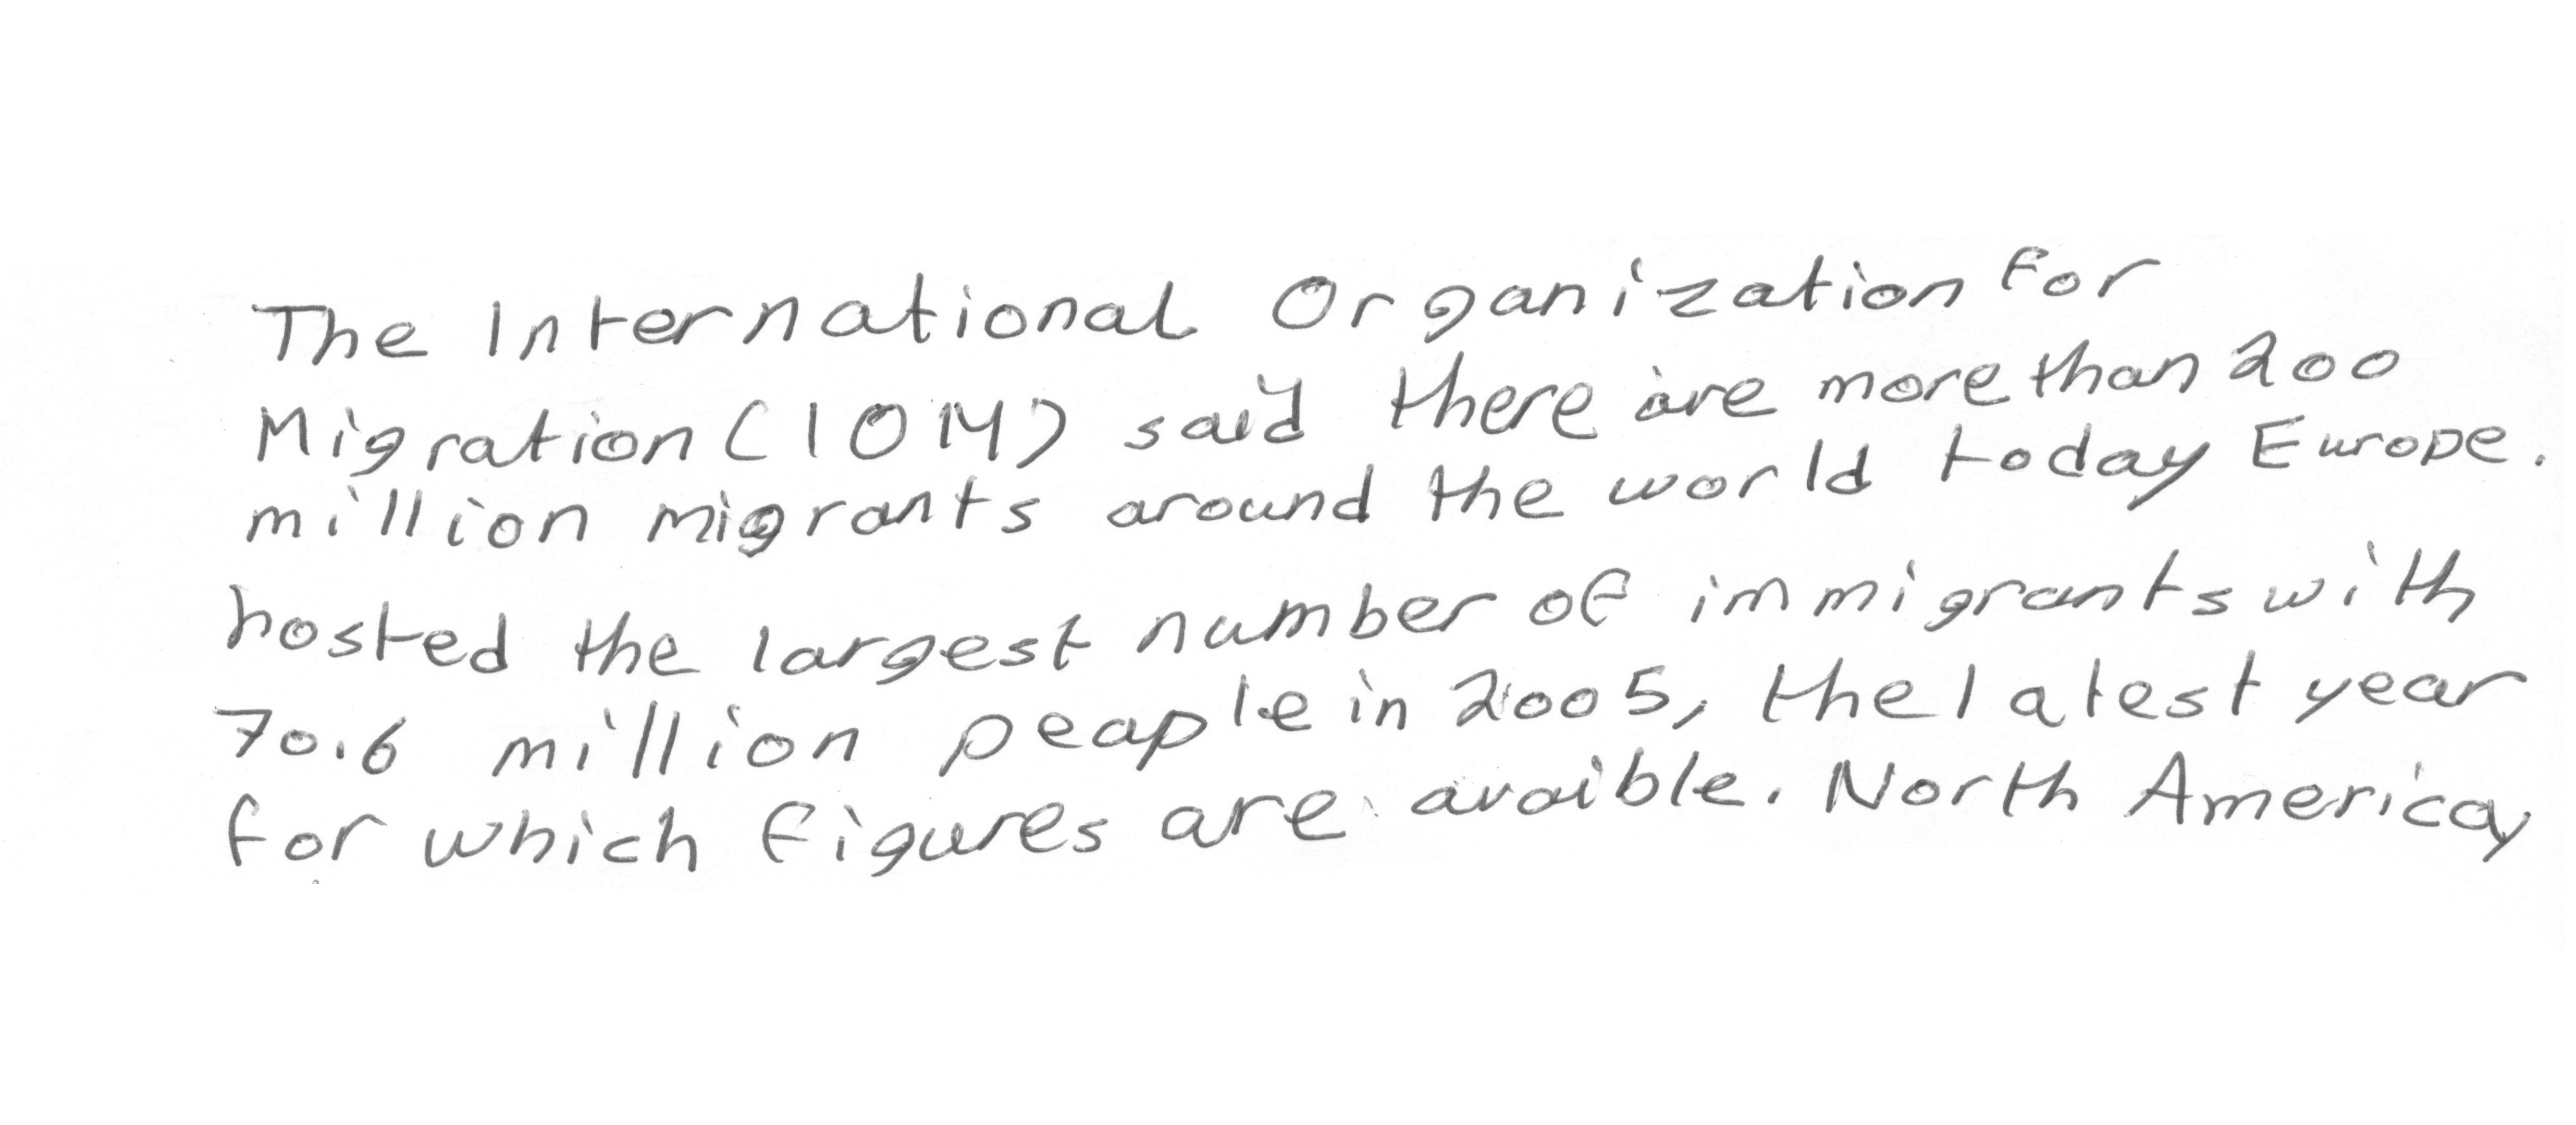 The International Organization for
Migration (IOM) said there are more than 200
million migrants around the world today Europe.
hosted the largest number of immigrants with
70.6 million peaple in 2005, the latest year
for which figures are avaible. North America,